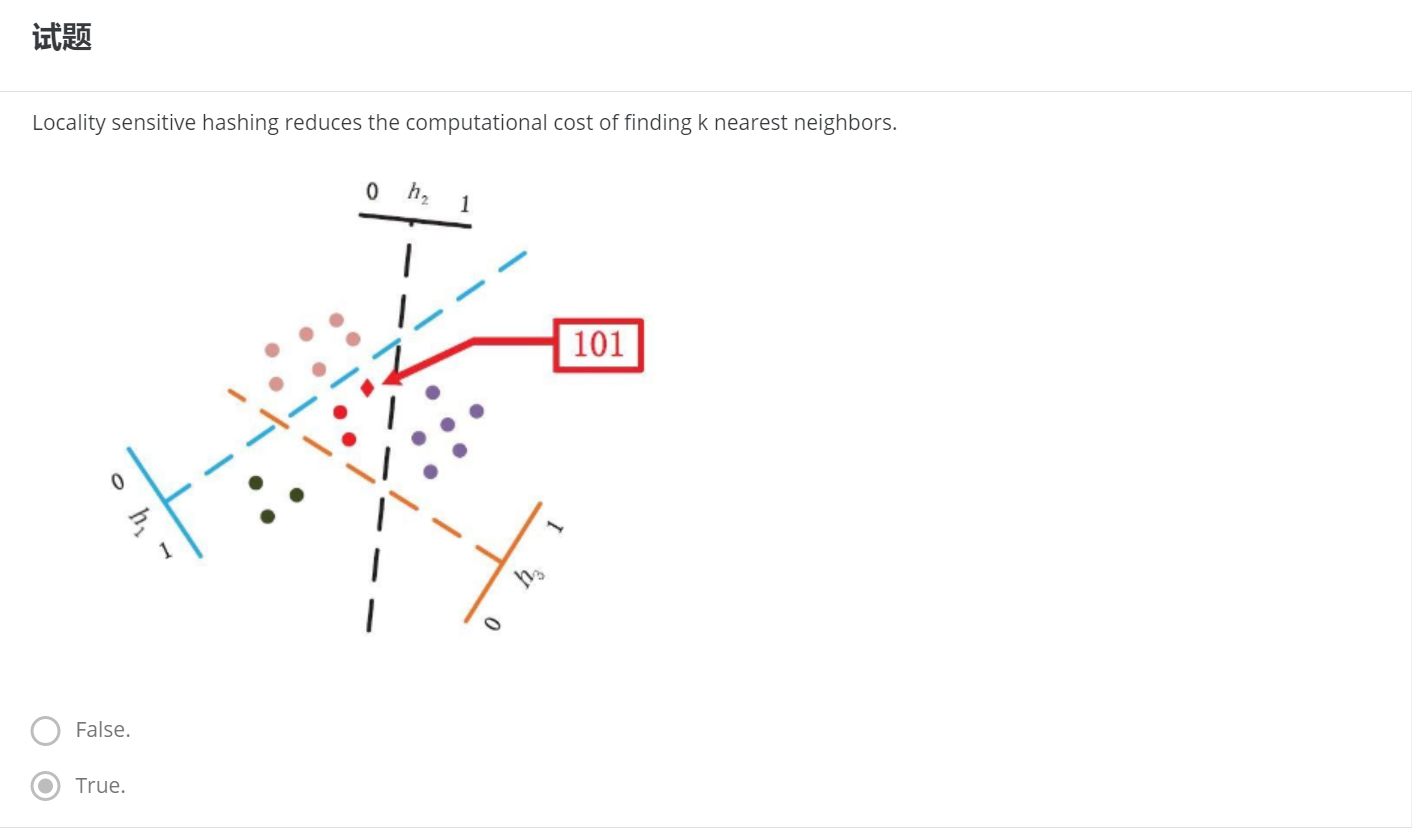 试题
Locality sensitive hashing reduces the computational cost of finding k nearest neighbors.
0 h₂ 1
101
0 h₁ 1
1 h₃ 0
False.
True.